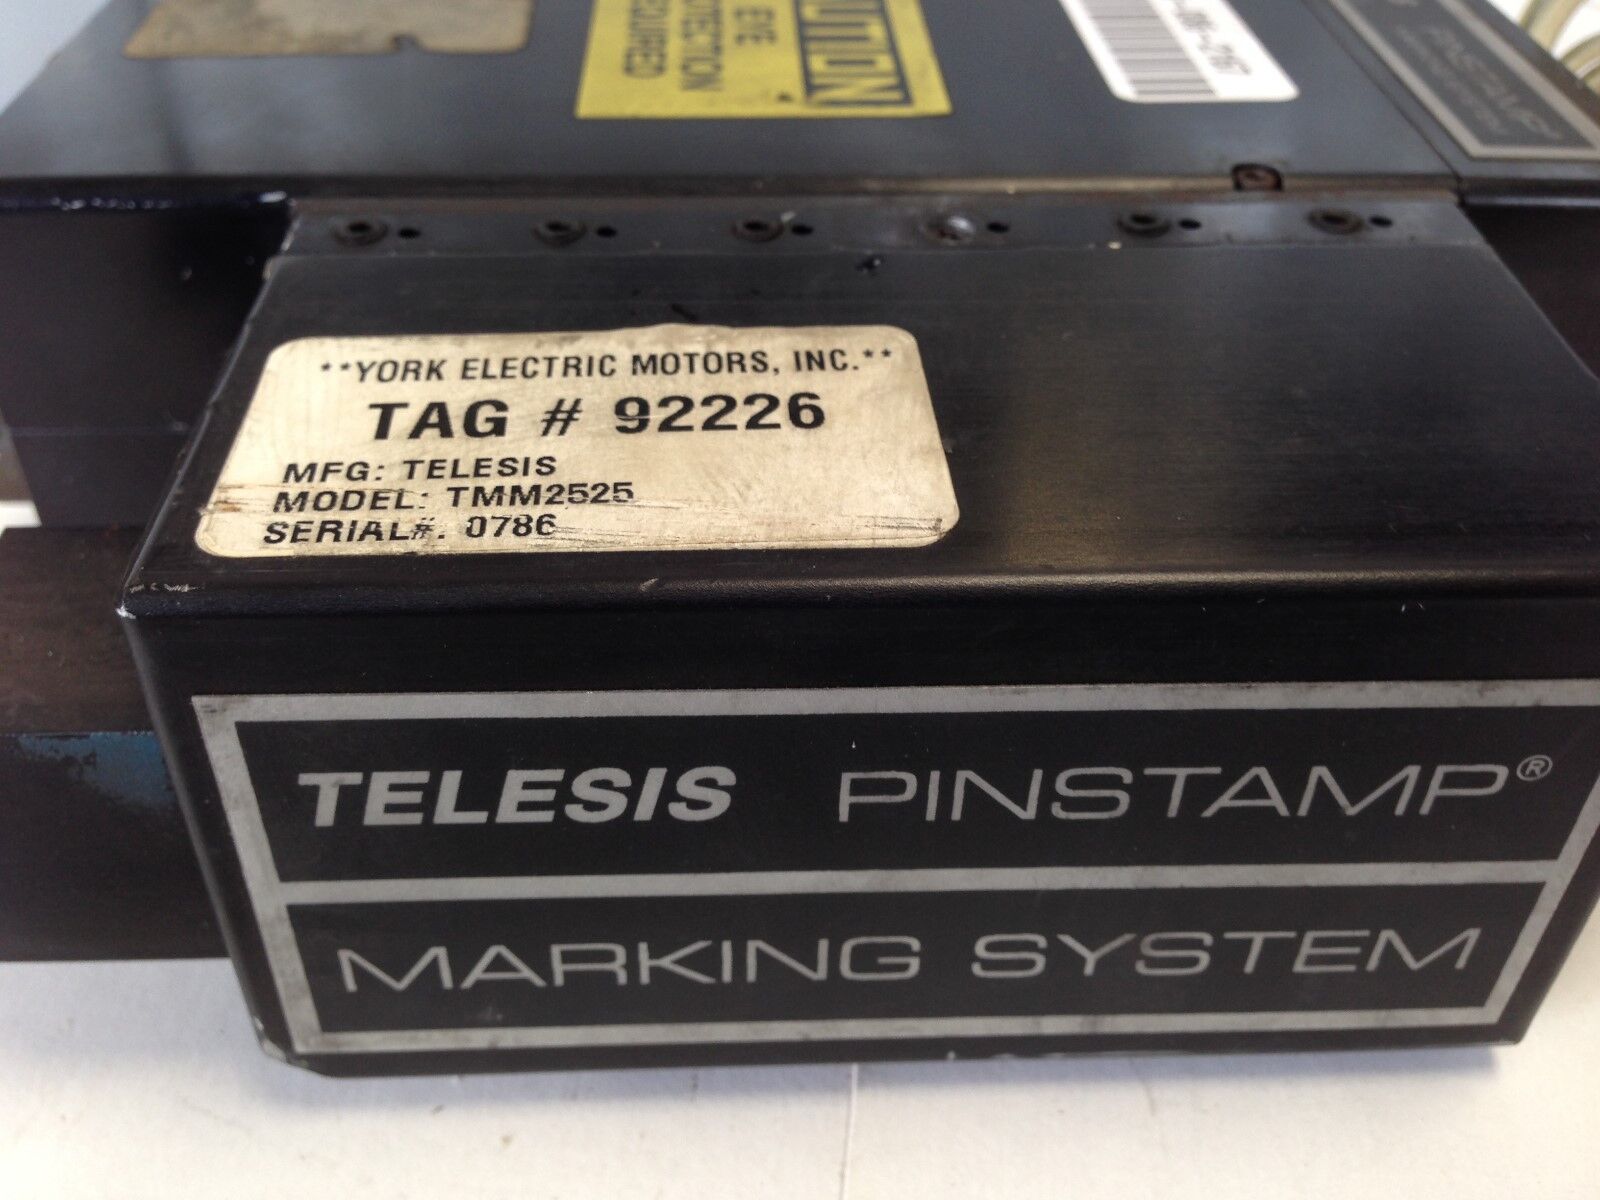 EYE
PROTECTION
REQUIRED
PINSTAMP
**YORK ELECTRIC MOTORS, INC.**
TAG # 92226
MFG: TELESIS
MODEL: TMM2525
SERIAL#: 0786
TELESIS PINSTAMP®
MARKING SYSTEM